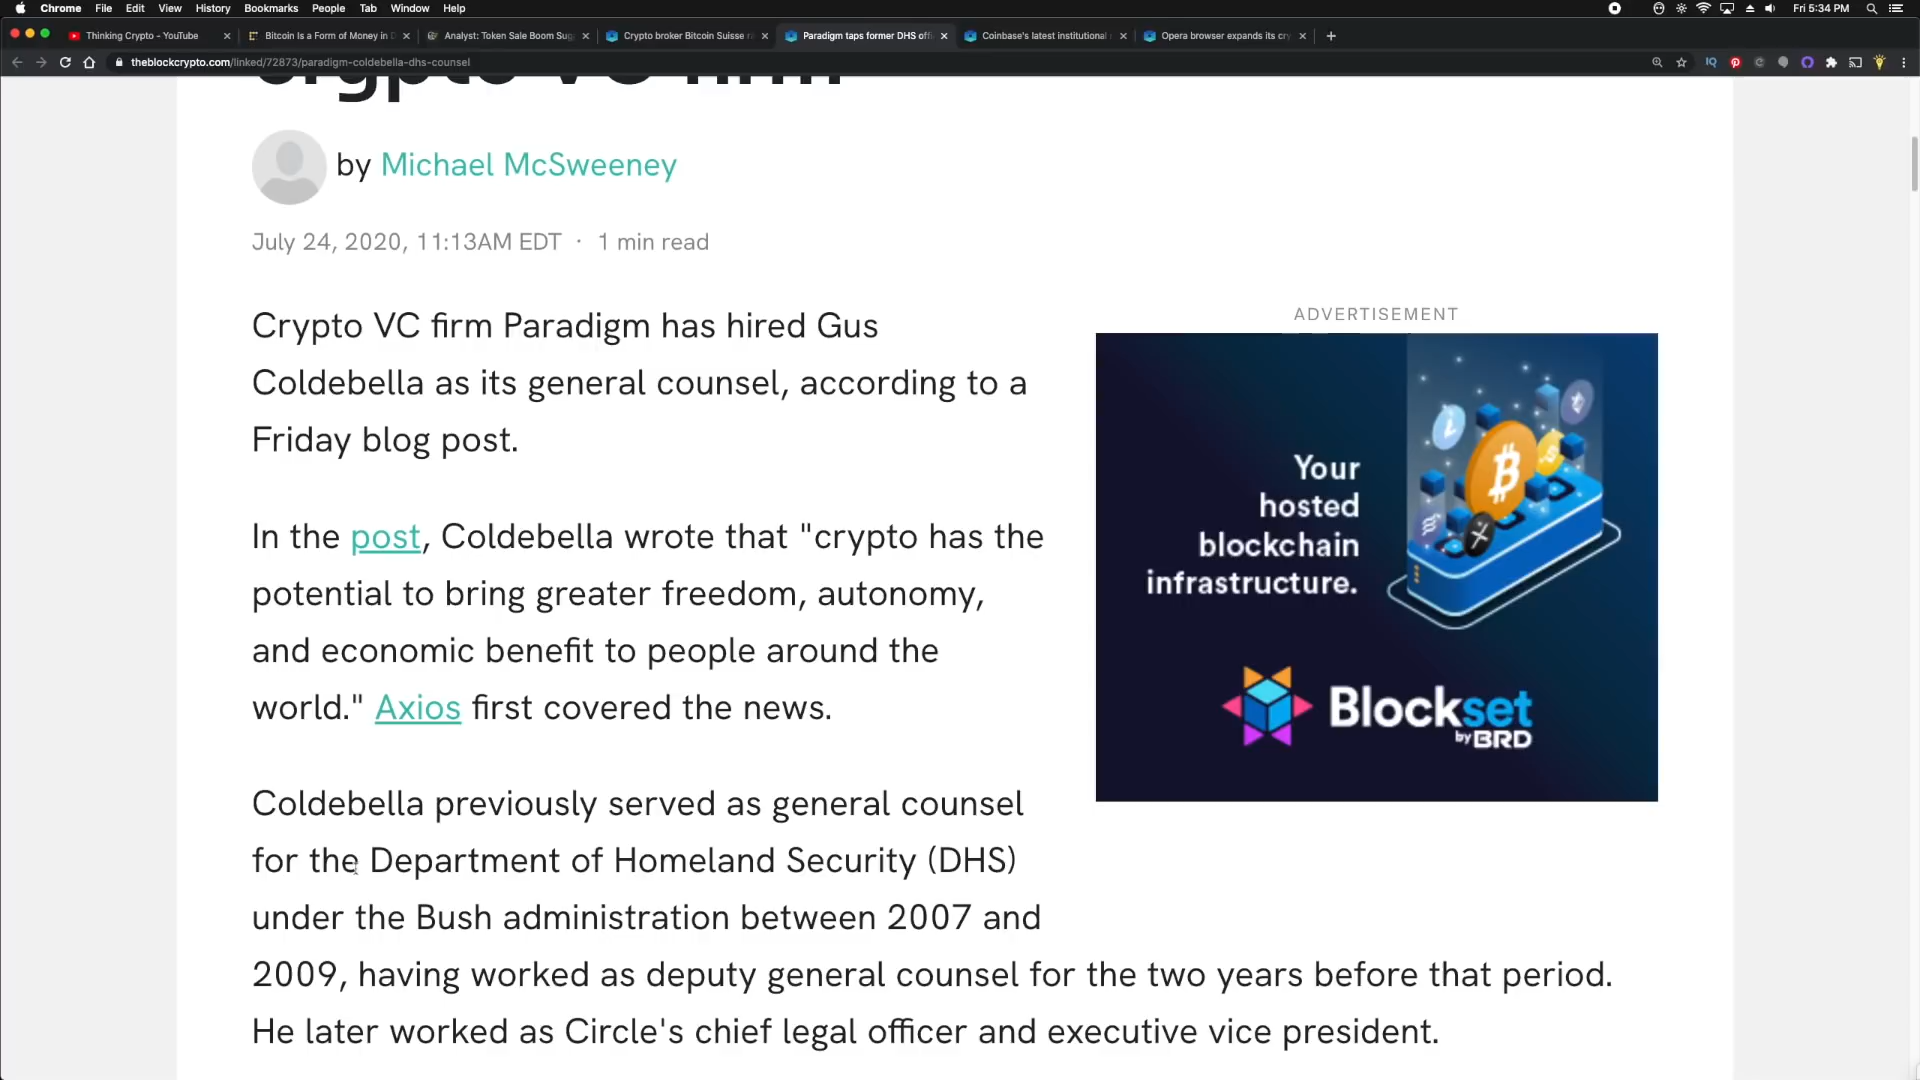 Chrome File Edit View History Bookmarks People Tab Window Help Fri 5:34 PM
Thinking Crypto - YouTube Bitcoin Is a Form of Money in D Analyst: Token Sale Boom Sug Crypto broker Bitcoin Suisse Paradigm taps former DHS offi Coinbase's latest institutional Opera browser expands its cry
theblockcrypto.com/linked/72873/paradigm-coldebella-dhs-counsel
crypto VC firm
by Michael McSweeney
July 24, 2020, 11:13AM EDT · 1 min read
Crypto VC firm Paradigm has hired Gus
Coldebella as its general counsel, according to a
Friday blog post.
In the post, Coldebella wrote that "crypto has the
potential to bring greater freedom, autonomy,
and economic benefit to people around the
world." Axios first covered the news.
Coldebella previously served as general counsel
for the Department of Homeland Security (DHS)
under the Bush administration between 2007 and
2009, having worked as deputy general counsel for the two years before that period.
He later worked as Circle's chief legal officer and executive vice president.
ADVERTISEMENT
Your
hosted
blockchain
infrastructure.
Blockset
by BRD